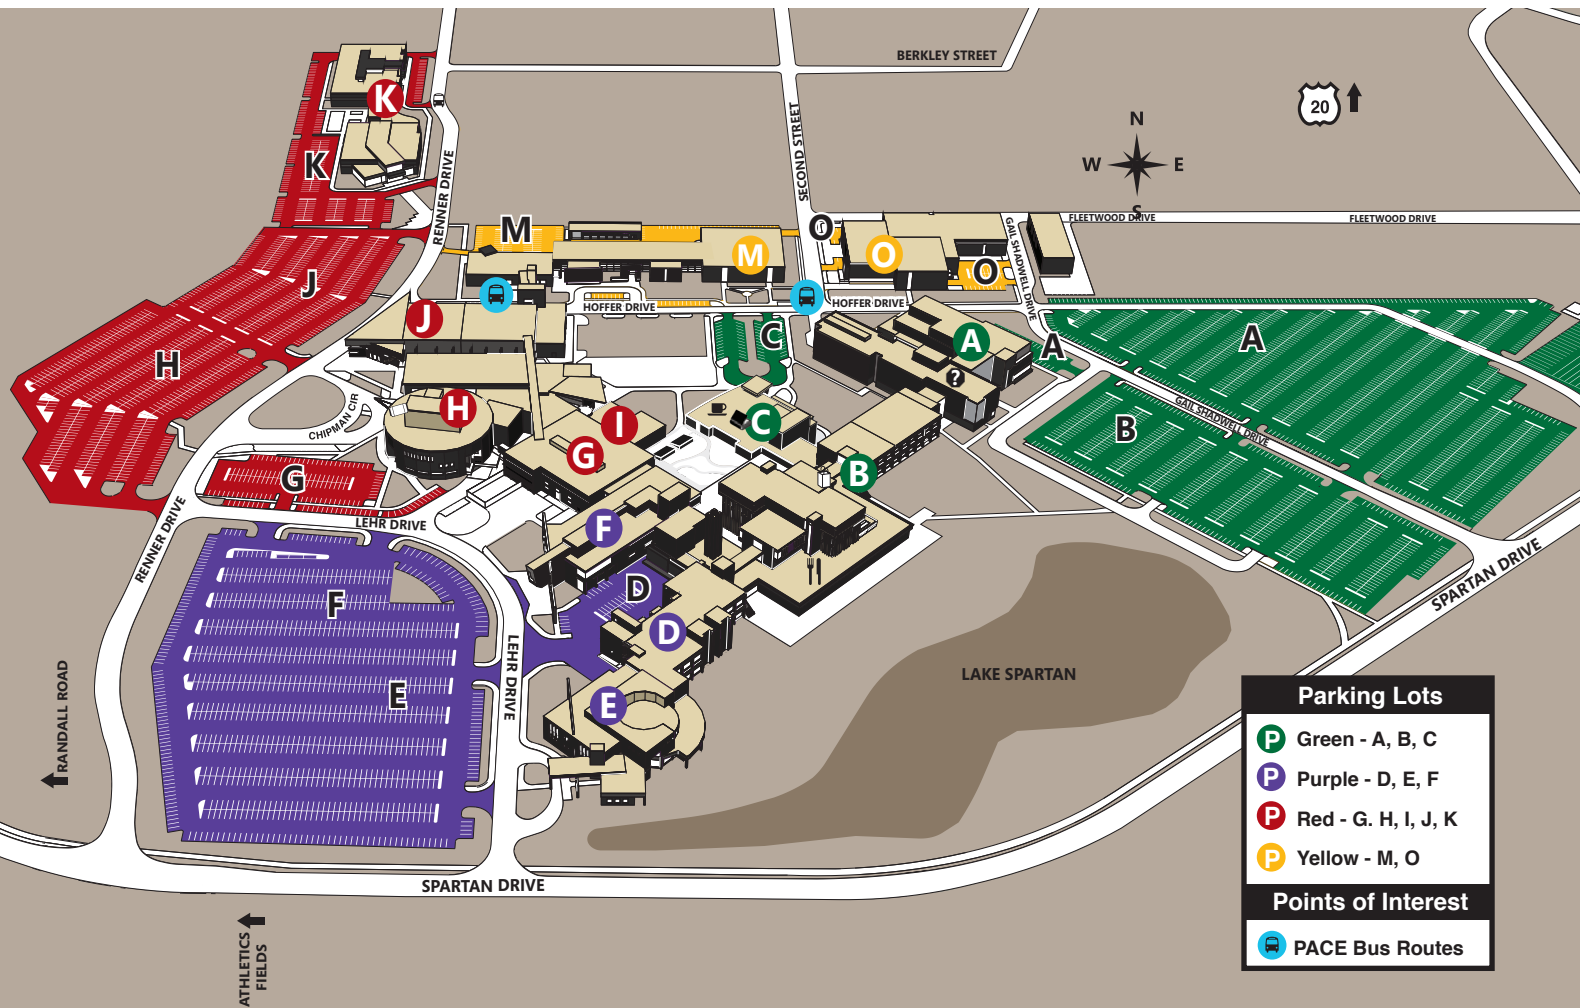 BERKLEY STREET
20
K
K
RENNER DRIVE
SECOND STREET
N
W E
S
FLEETWOOD DRIVE
FLEETWOOD DRIVE
GAIL SHADWELL DRIVE
M
M
O
O
O
J
J
HOFFER DRIVE
HOFFER DRIVE
C
A
A
A
?
H
H
CHIPMAN CIR
I
G
C
B
GAIL SHADWELL DRIVE
B
G
LEHR DRIVE
RENNER DRIVE
F
F
D
D
E
E
LEHR DRIVE
LAKE SPARTAN
SPARTAN DRIVE
RANDALL ROAD
SPARTAN DRIVE
ATHLETICS
FIELDS
Parking Lots
P Green - A, B, C
P Purple - D, E, F
P Red - G. H, I, J, K
P Yellow - M, O
Points of Interest
PACE Bus Routes